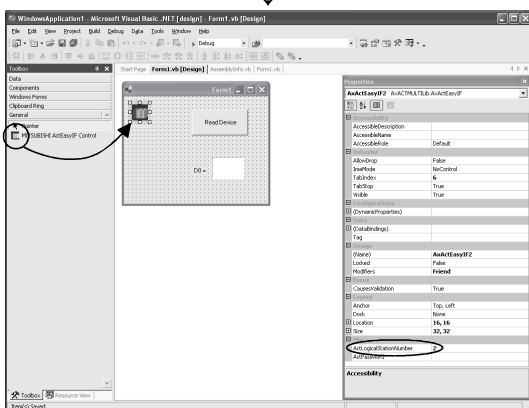 WindowsApplication1 - Microsoft Visual Basic .NET [design] - Form1.vb [Design]
File Edit View Project Build Debug Data Tools Window Help
Debug
Toolbox
Start Page Form1.vb [Design] AssemblyInfo.vb Form1.vb
Data
Components
Windows Forms
Clipboard Ring
General
Pointer
MITSUBISHI ActEasyIF Control
Form1
Read Device
D0 =
Properties
AxActEasyIF2 AxACTMULTILib.AxActEasyIF
Accessibility
AccessibleDescription
AccessibleName
AccessibleRole Default
Behavior
AllowDrop False
ImeMode NoControl
TabIndex 6
TabStop True
Visible True
Configurations
(DynamicProperties)
Data
(DataBindings)
Tag
Design
(Name) AxActEasyIF2
Locked False
Modifiers Friend
Focus
CausesValidation True
Layout
Anchor Top, Left
Dock None
Location 16, 16
Size 32, 32
ActLogicalStationNumber 2
ActPassword
Accessibility
Toolbox Resource View
Item(s) Saved